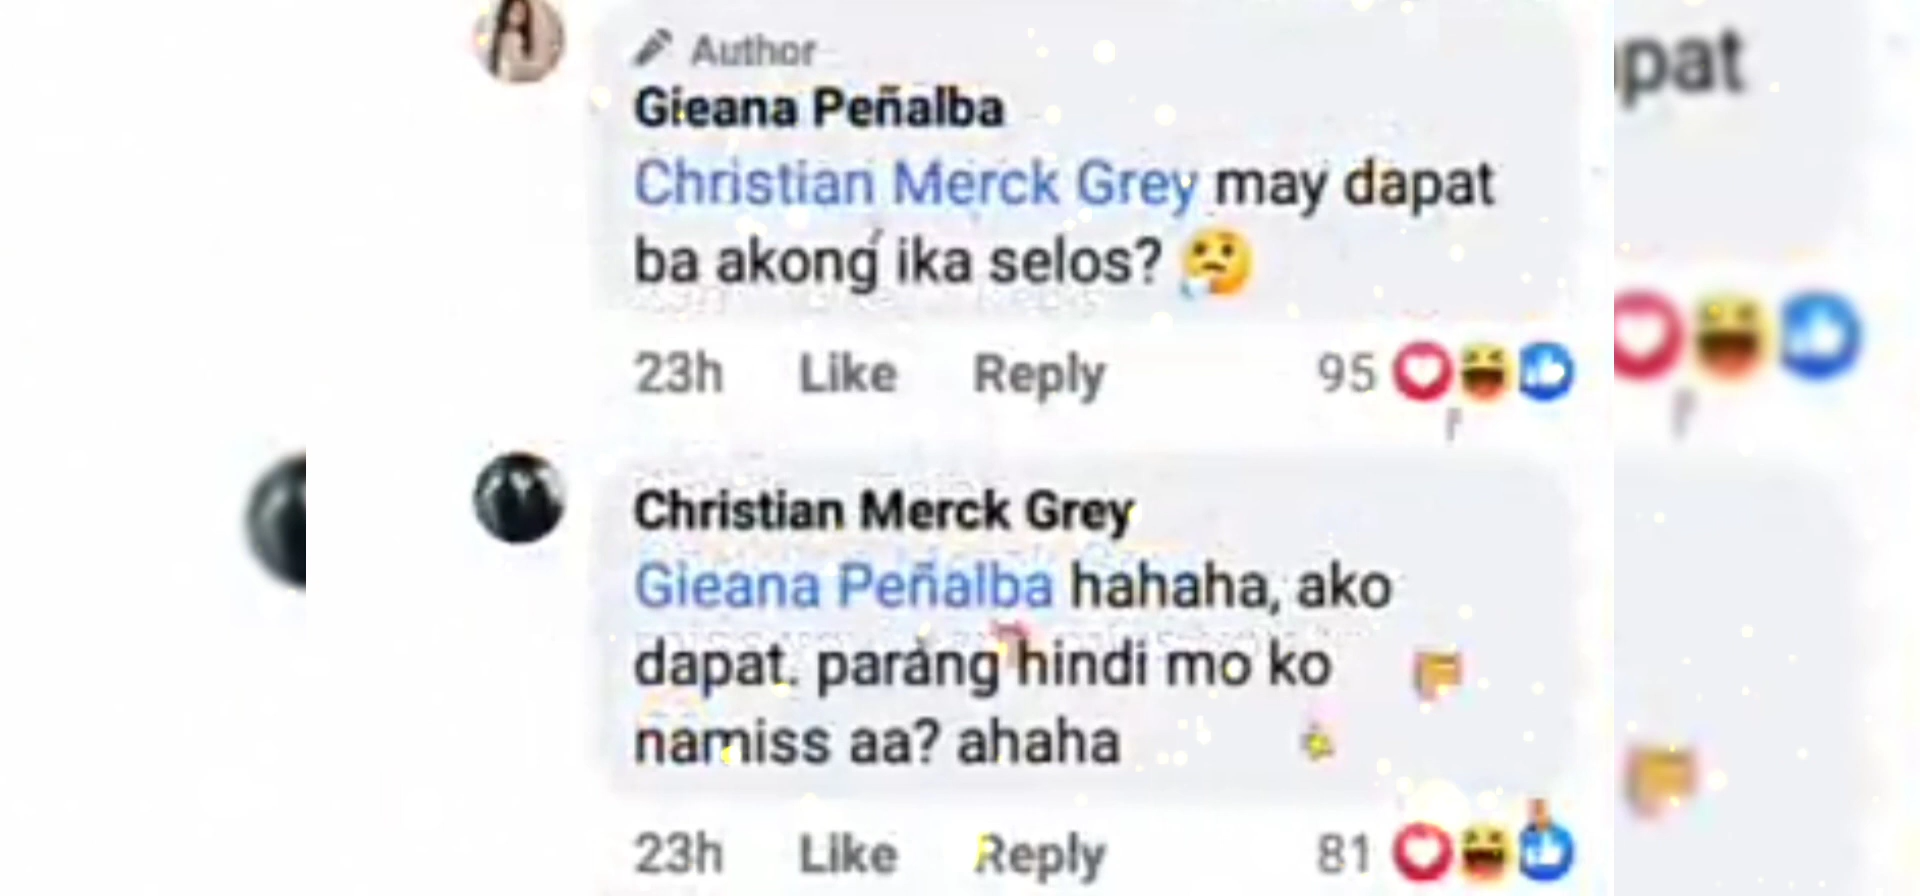 Author
Gieana Peñalba
Christian Merck Grey may dapat
ba akong ika selos?
23h Like Reply 95
Christian Merck Grey
Gieana Peñalba hahaha, ako
dapat. parang hindi mo ko
namiss aa? ahaha
23h Like Reply 81
pat